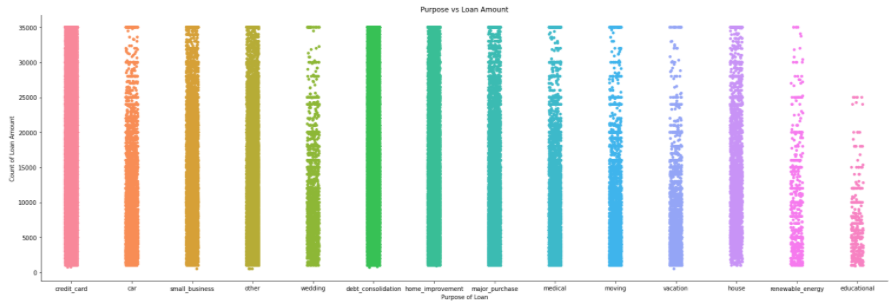 Purpose vs Loan Amount
35000
30000
25000
20000
15000
10000
5000
0
Count of Loan Amount
credit_card car small_business other wedding debt_consolidation home_improvement major_purchase medical moving vacation house renewable_energy educational
Purpose of Loan